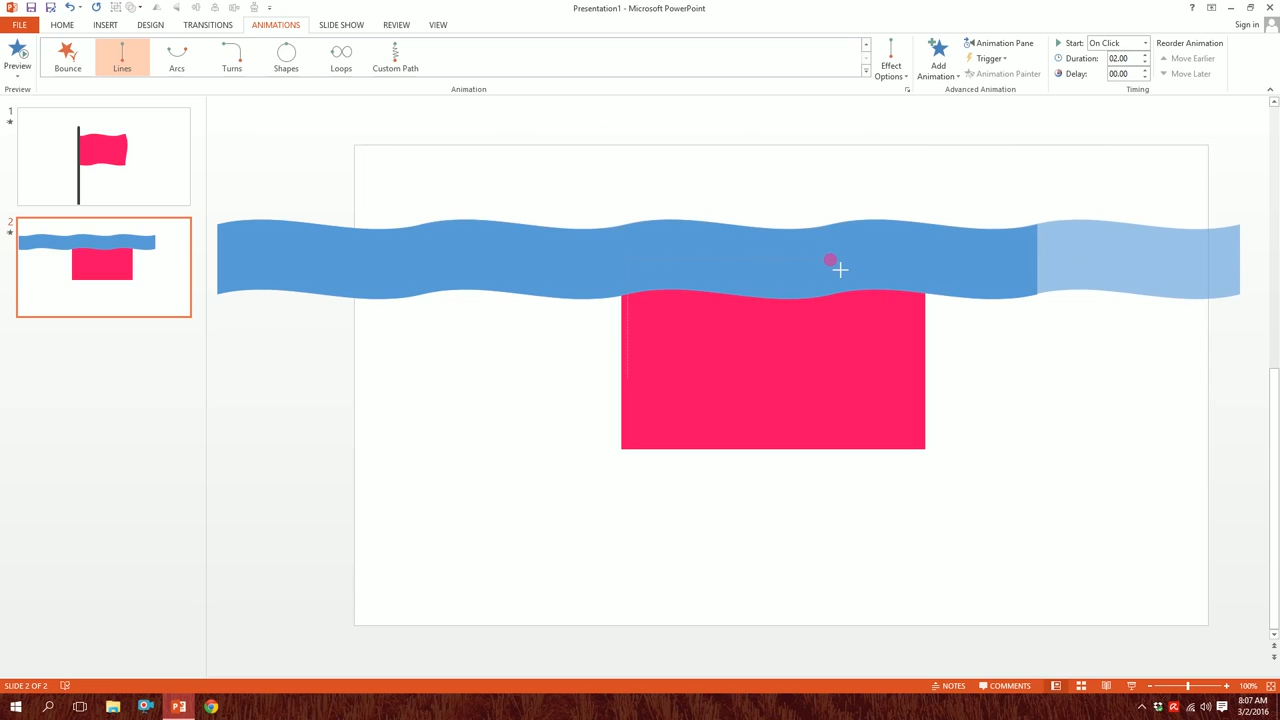 Presentation1 - Microsoft PowerPoint
?
FILE HOME INSERT DESIGN TRANSITIONS ANIMATIONS SLIDE SHOW REVIEW VIEW
Sign in
Preview
Bounce Lines Arcs Turns Shapes Loops Custom Path
Effect
Options
Add
Animation
Animation Pane
Trigger
Animation Painter
Start: On Click
Duration: 02.00
Delay: 00.00
Reorder Animation
Move Earlier
Move Later
Preview Animation Advanced Animation Timing
1
2
SLIDE 2 OF 2
NOTES COMMENTS 100%
8:07 AM
3/2/2016